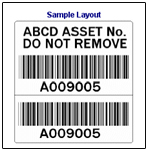 Sample Layout
ABCD ASSET No.
DO NOT REMOVE
A009005
A009005